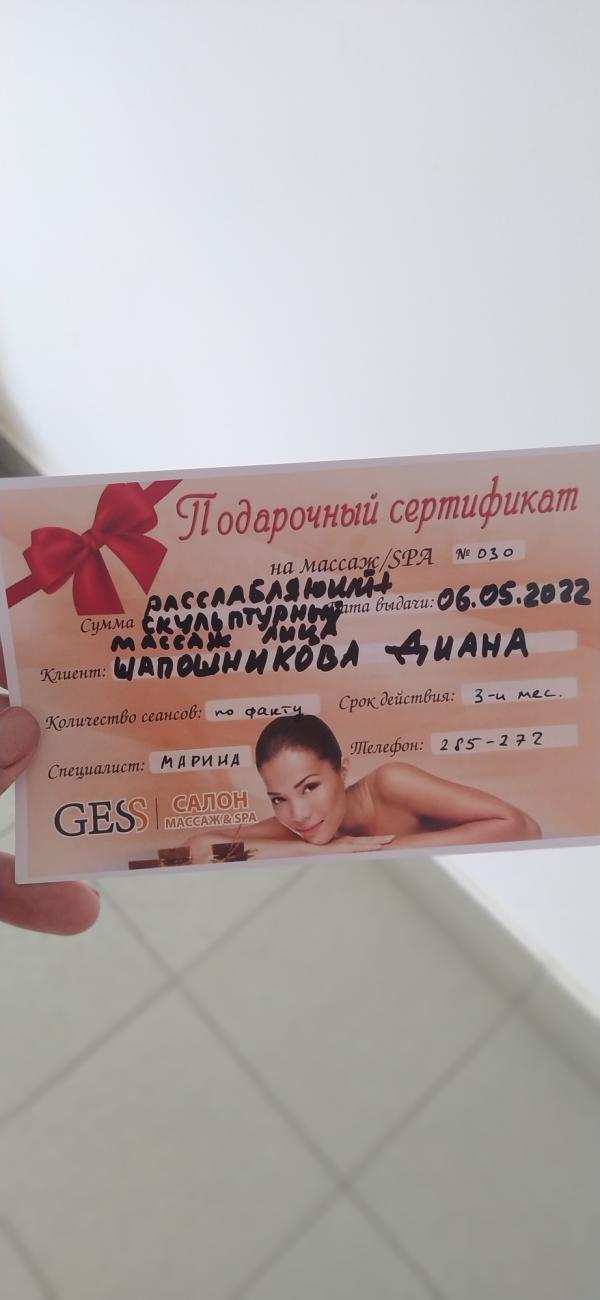 Подарочный сертификат
на массаж/SPA № 030
Сумма РАССЛАБЛЯЮЩИЙ+
СКУЛЬПТУРНЫЙ
МАССАЖ ЛИЦА
Дата выдачи: 06.05.2022
Клиент: ШАПОШНИКОВА ДИАНА
Количество сеансов: по факту
Срок действия: 3-и мес.
Специалист: МАРИНА
Телефон: 285-272
GESS САЛОН
МАССАЖ & SPA